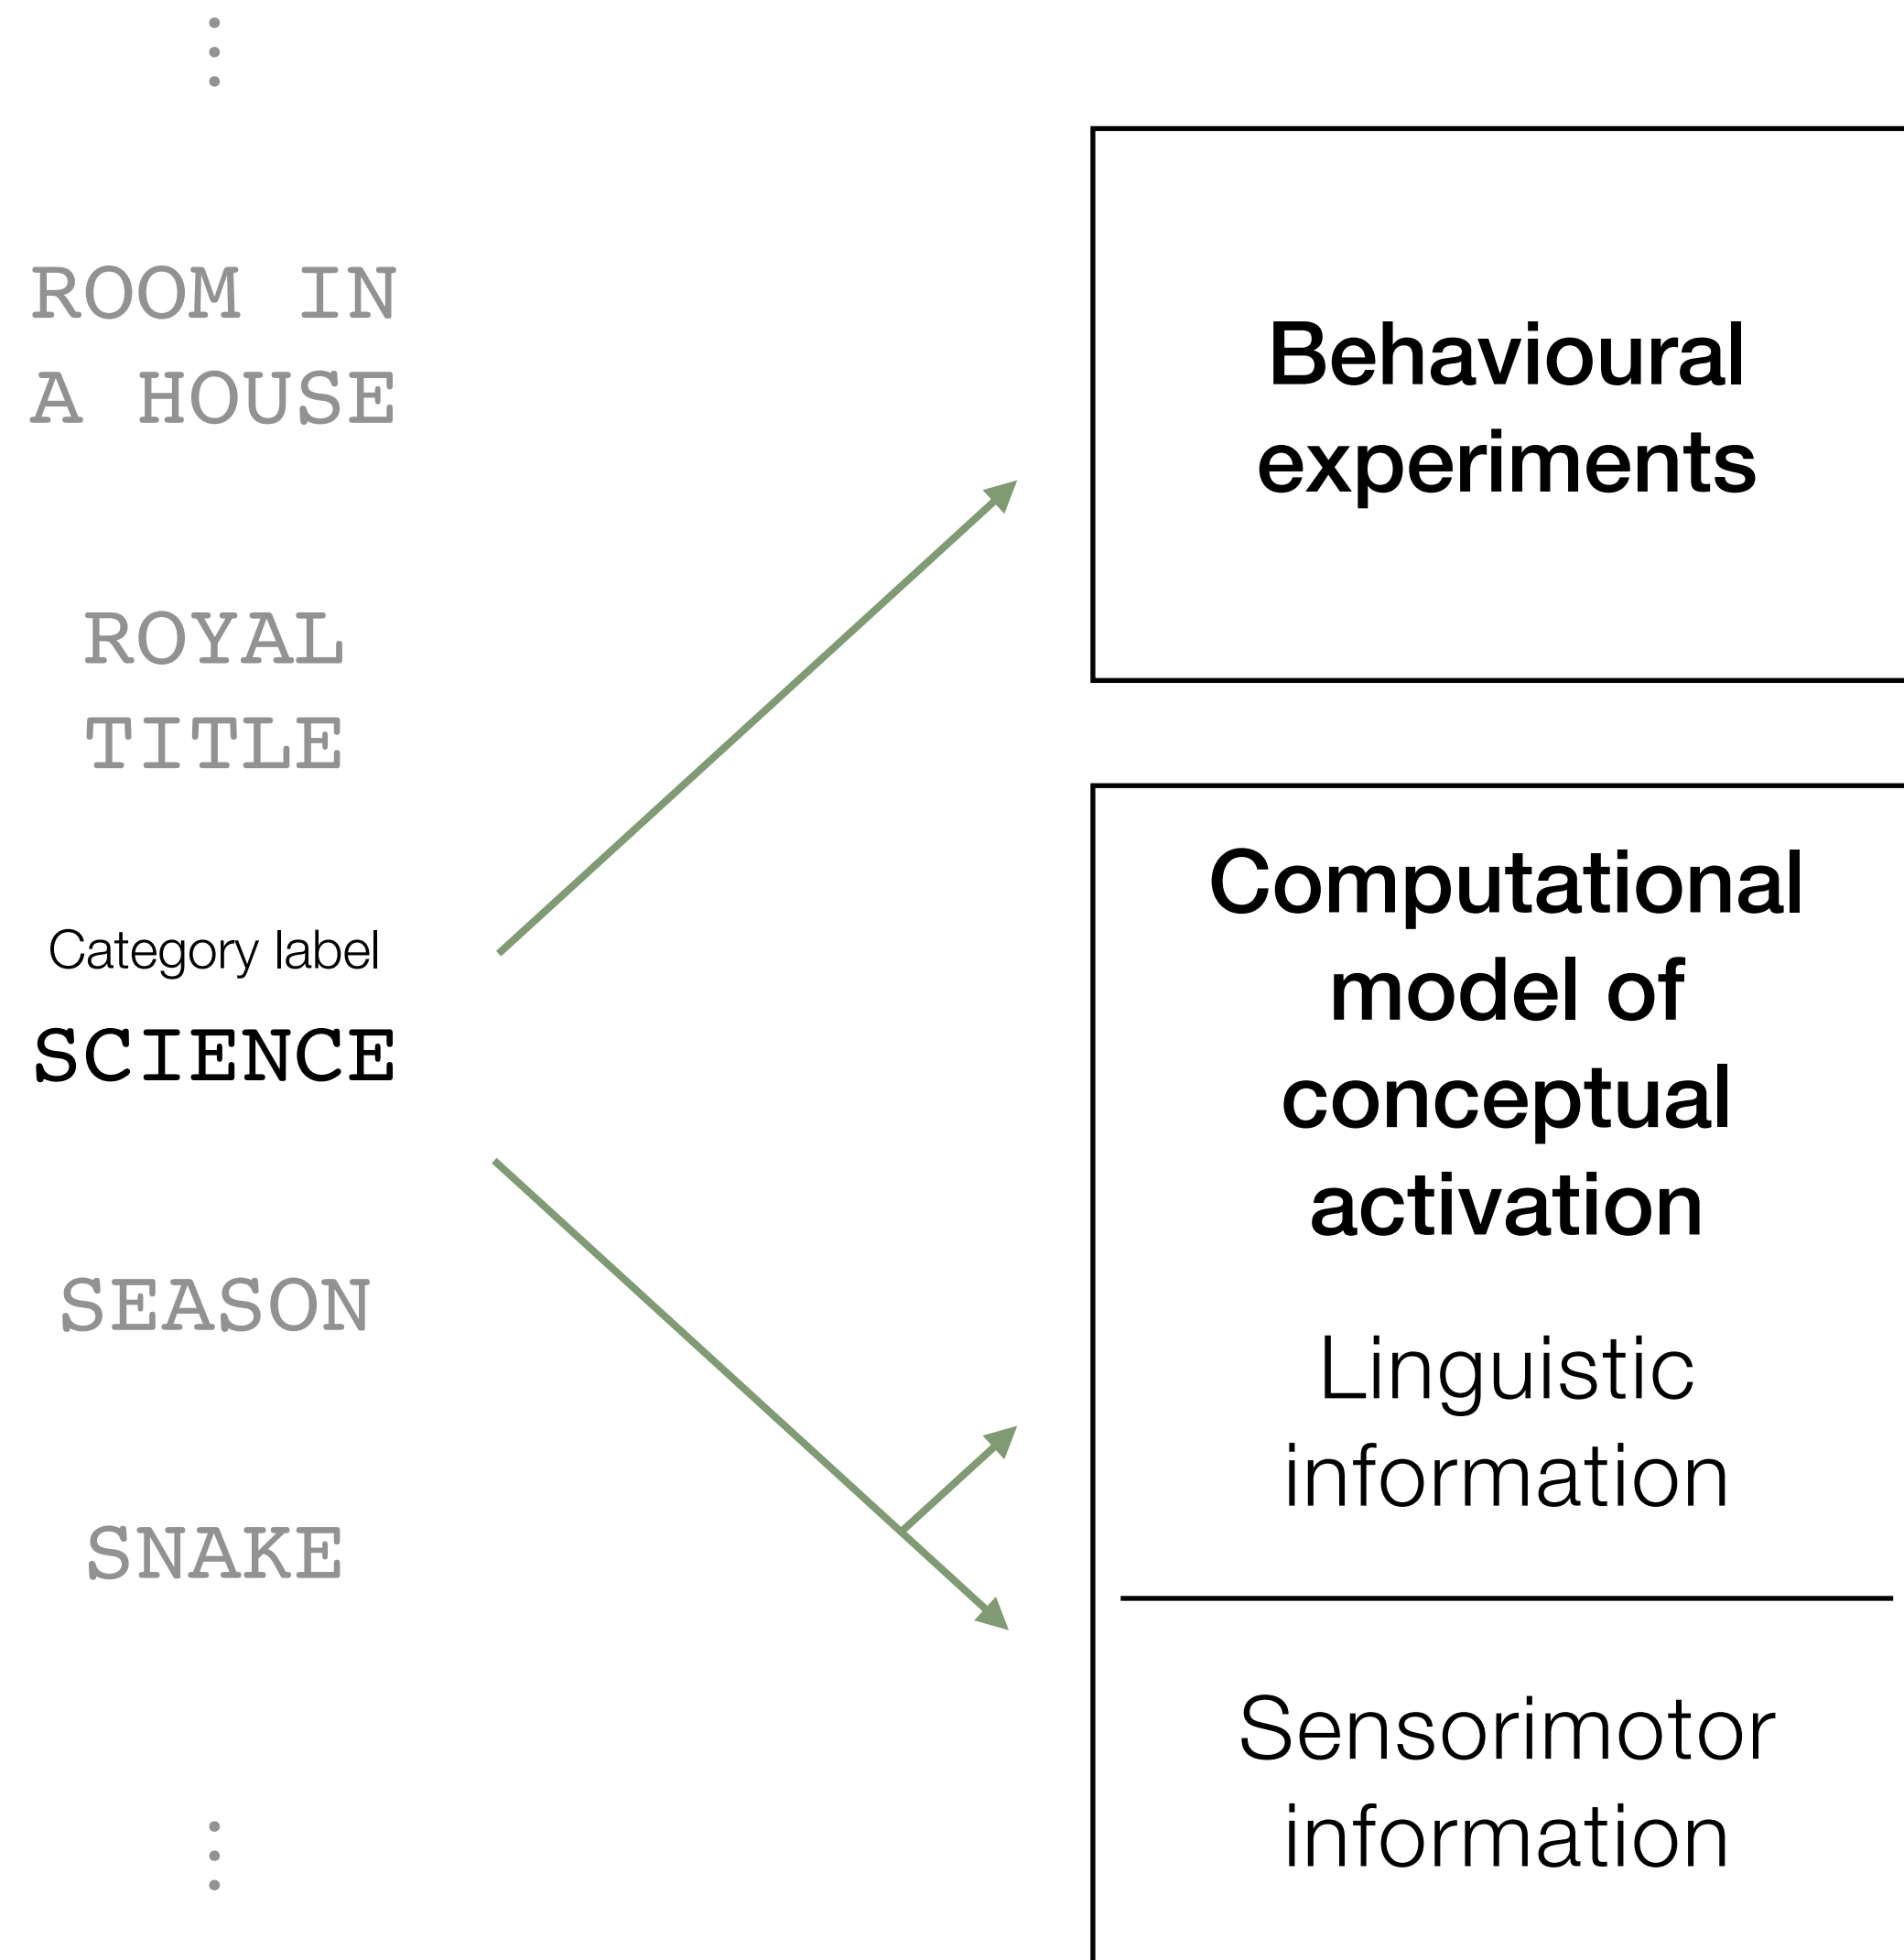 ROOM IN
A HOUSE
ROYAL
TITLE
Category label
SCIENCE
SEASON
SNAKE
Behavioural
experiments
Computational
model of
conceptual
activation
Linguistic
information
Sensorimotor
information